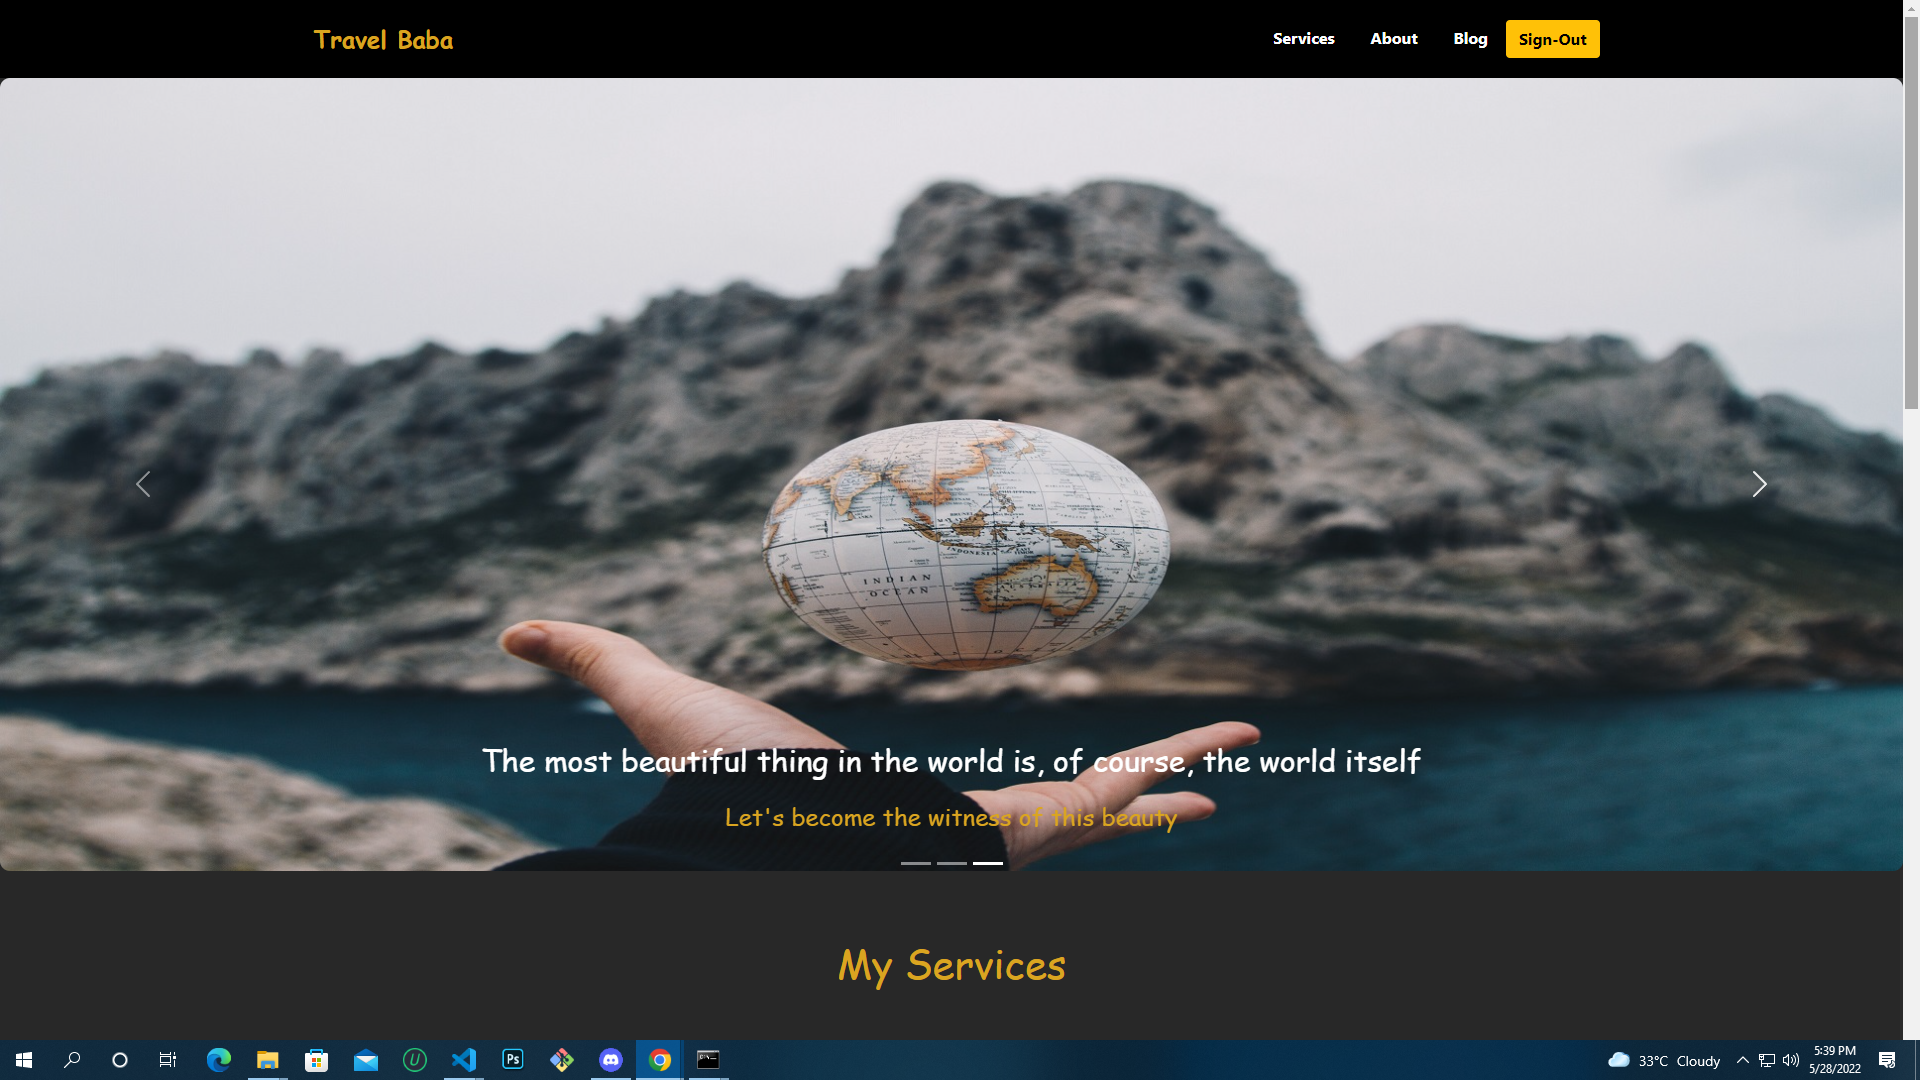 Travel Baba
Services About Blog Sign-Out
INDIAN
OCEAN
INDONESIA
AUSTRALIA
The most beautiful thing in the world is, of course, the world itself
Let's become the witness of this beauty
My Services
Ps
33°C Cloudy
5:39 PM
5/28/2022